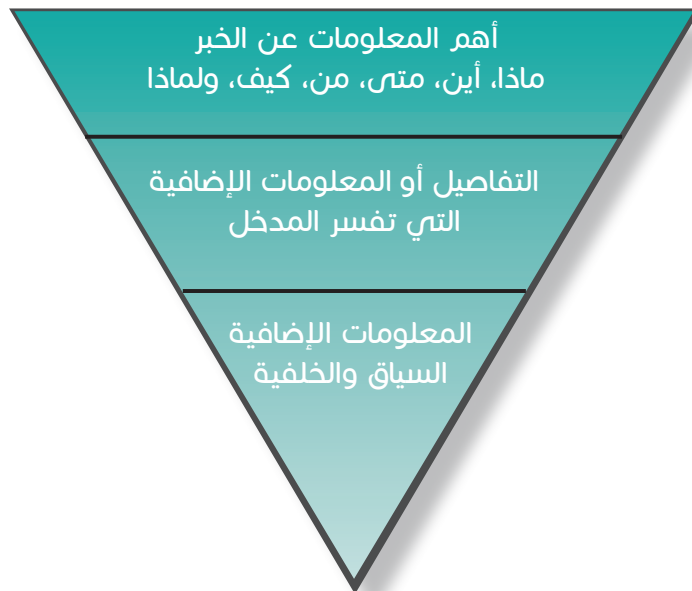 أهم المعلومات عن الخبر
ماذا، أين، متى، من، كيف، ولماذا
التفاصيل أو المعلومات الإضافية
التي تفسر المدخل
المعلومات الإضافية
السياق والخلفية